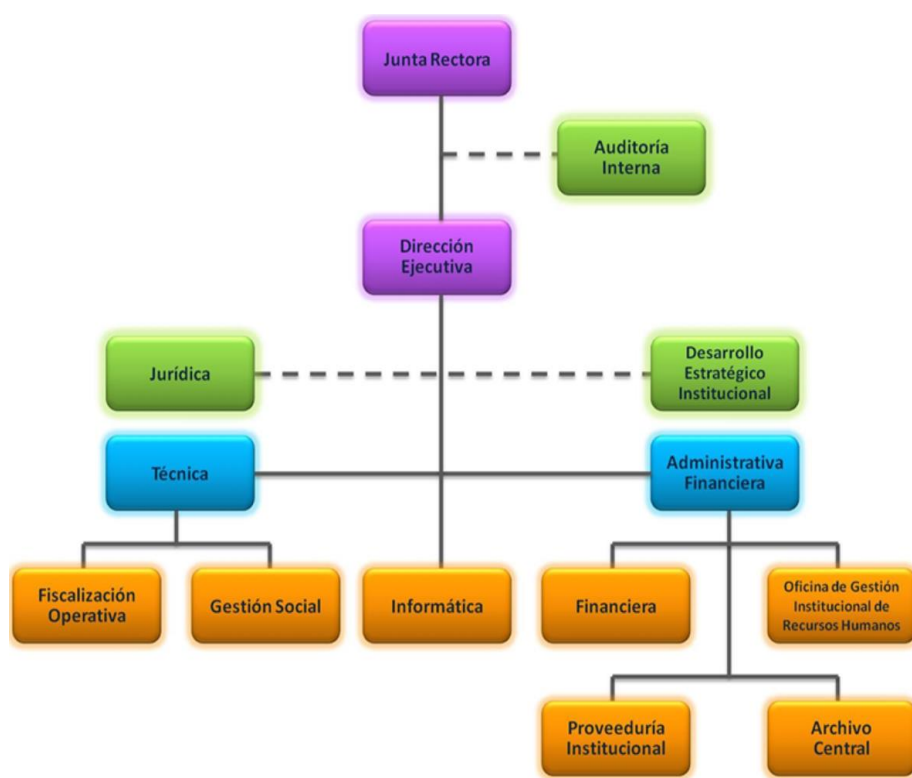 Junta Rectora
Auditoría
Interna
Dirección
Ejecutiva
Jurídica
Desarrollo
Estratégico
Institucional
Técnica
Administrativa
Financiera
Fiscalización
Operativa
Gestión Social
Informática
Financiera
Oficina de Gestión
Institucional de
Recursos Humanos
Proveeduría
Institucional
Archivo
Central